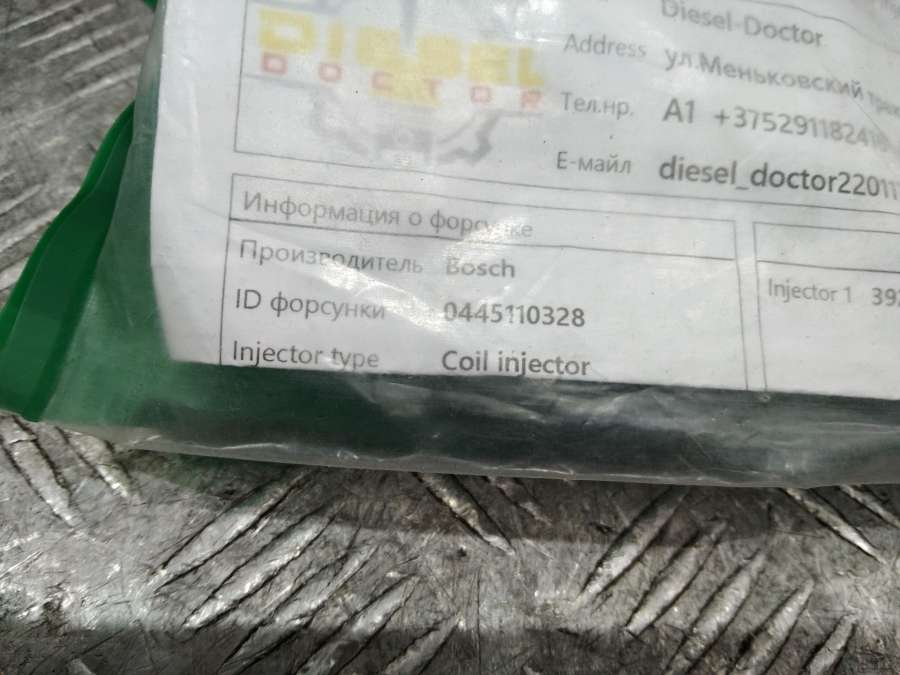 DIESEL
DOCTOR
Diesel-Doctor
Address ул.Меньковский
Тел.нр. A1 +37529118241
Е-майл diesel_doctor22011
Информация о форсунке
Производитель Bosch
ID форсунки 0445110328
Injector type Coil injector
Injector 1 39